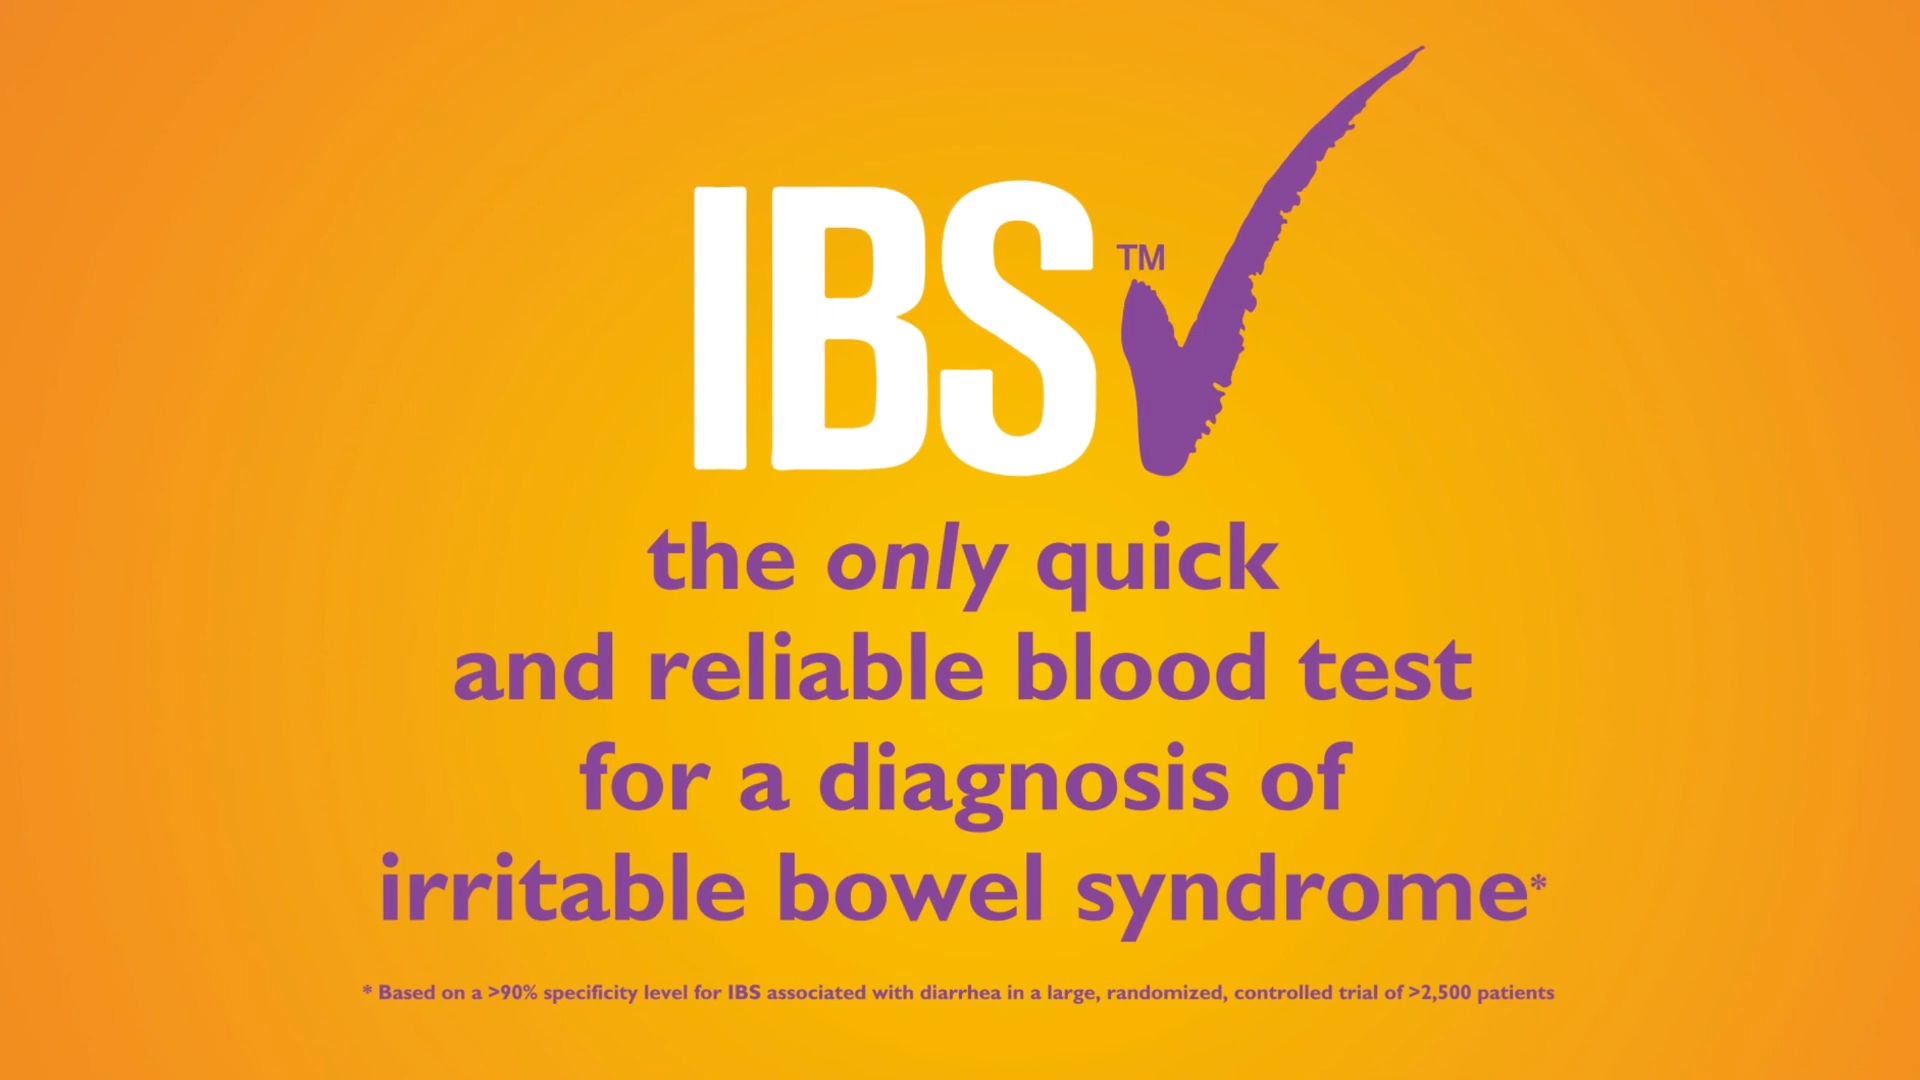 IBS™
the only quick
and reliable blood test
for a diagnosis of
irritable bowel syndrome*
* Based on a >90% specificity level for IBS associated with diarrhea in a large, randomized, controlled trial of >2,500 patients